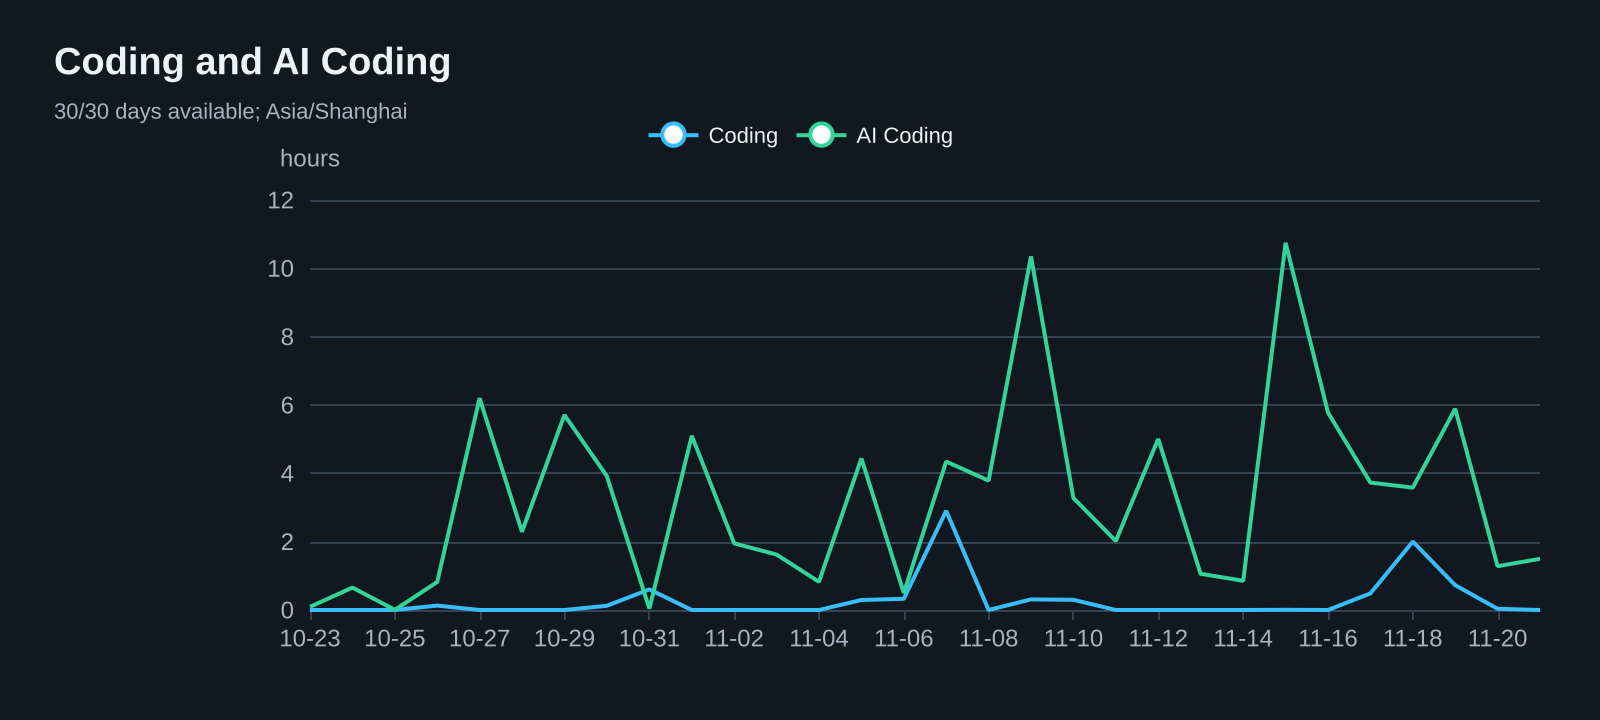 Coding and AI Coding
30/30 days available; Asia/Shanghai
Coding AI Coding
hours
12
10
8
6
4
2
0
10-23 10-25 10-27 10-29 10-31 11-02 11-04 11-06 11-08 11-10 11-12 11-14 11-16 11-18 11-20